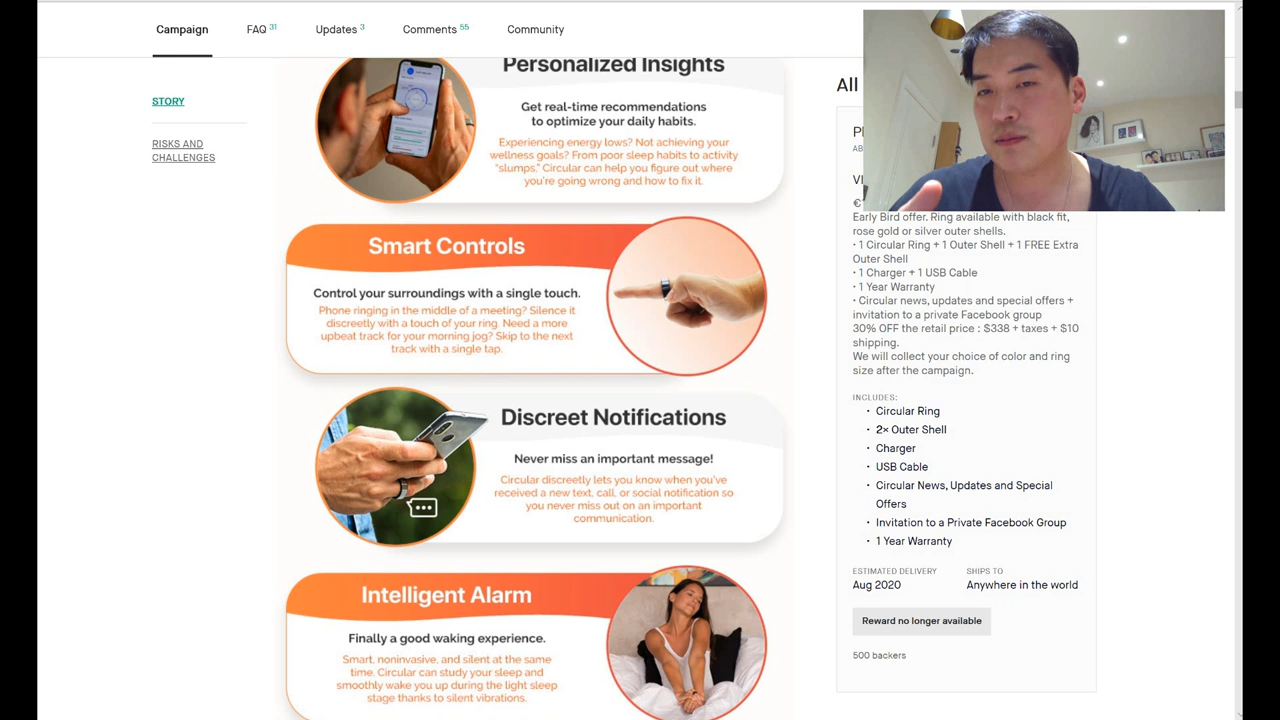 Campaign
FAQ 31
Updates 3
Comments 55
Community
STORY
RISKS AND
CHALLENGES
Personalized Insights
Get real-time recommendations
to optimize your daily habits.
Experiencing energy lows? Not achieving your
wellness goals? From poor sleep habits to activity
“slumps,” Circular can help you figure out where
you’re going wrong and how to fix it.
Smart Controls
Control your surroundings with a single touch.
Phone ringing in the middle of a meeting? Silence it
discreetly with a touch of your ring. Need a more
upbeat track for your morning jog? Skip to the next
track with a single tap.
Discreet Notifications
Never miss an important message!
Circular discreetly lets you know when you’ve
received a new text, call, or social notification so
you never miss out on an important
communication.
Intelligent Alarm
Finally a good waking experience.
Smart, noninvasive, and silent at the same
time. Circular can study your sleep and
smoothly wake you up during the light sleep
stage thanks to silent vibrations.
All
€
Early Bird offer. Ring available with black fit,
rose gold or silver outer shells.
• 1 Circular Ring + 1 Outer Shell + 1 FREE Extra
Outer Shell
• 1 Charger + 1 USB Cable
• 1 Year Warranty
• Circular news, updates and special offers +
invitation to a private Facebook group
30% OFF the retail price : $338 + taxes + $10
shipping.
We will collect your choice of color and ring
size after the campaign.
INCLUDES:
• Circular Ring
• 2× Outer Shell
• Charger
• USB Cable
• Circular News, Updates and Special
Offers
• Invitation to a Private Facebook Group
• 1 Year Warranty
ESTIMATED DELIVERY
Aug 2020
SHIPS TO
Anywhere in the world
Reward no longer available
500 backers